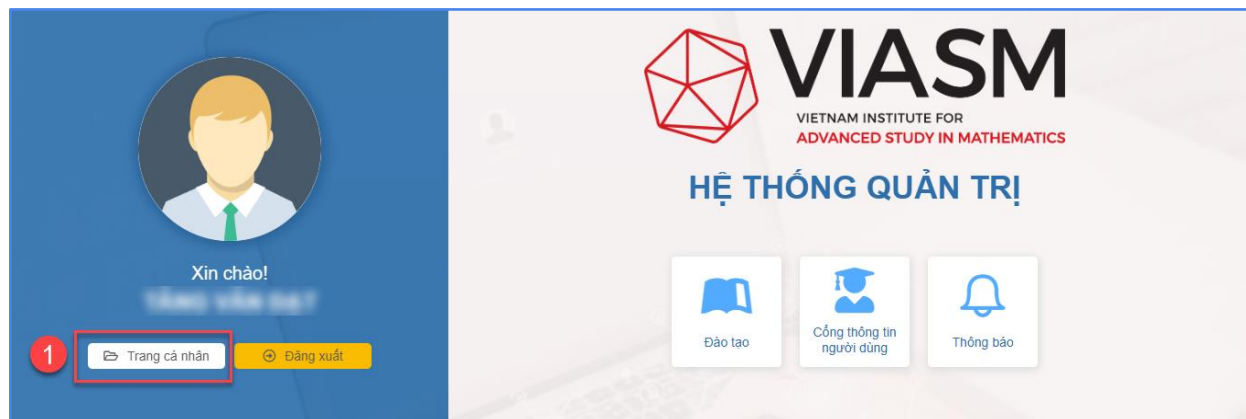 Xin chào!
1
Trang cá nhân
Đăng xuất
VIASM
VIETNAM INSTITUTE FOR
ADVANCED STUDY IN MATHEMATICS
HỆ THỐNG QUẢN TRỊ
Đào tạo
Cổng thông tin
người dùng
Thông báo